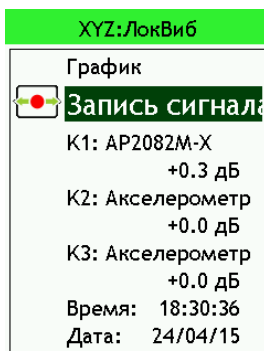 XYZ:ЛокВиб
График
Запись сигнала
К1: AP2082M-X
+0.3 дБ
К2: Акселерометр
+0.0 дБ
К3: Акселерометр
+0.0 дБ
Время: 18:30:36
Дата: 24/04/15